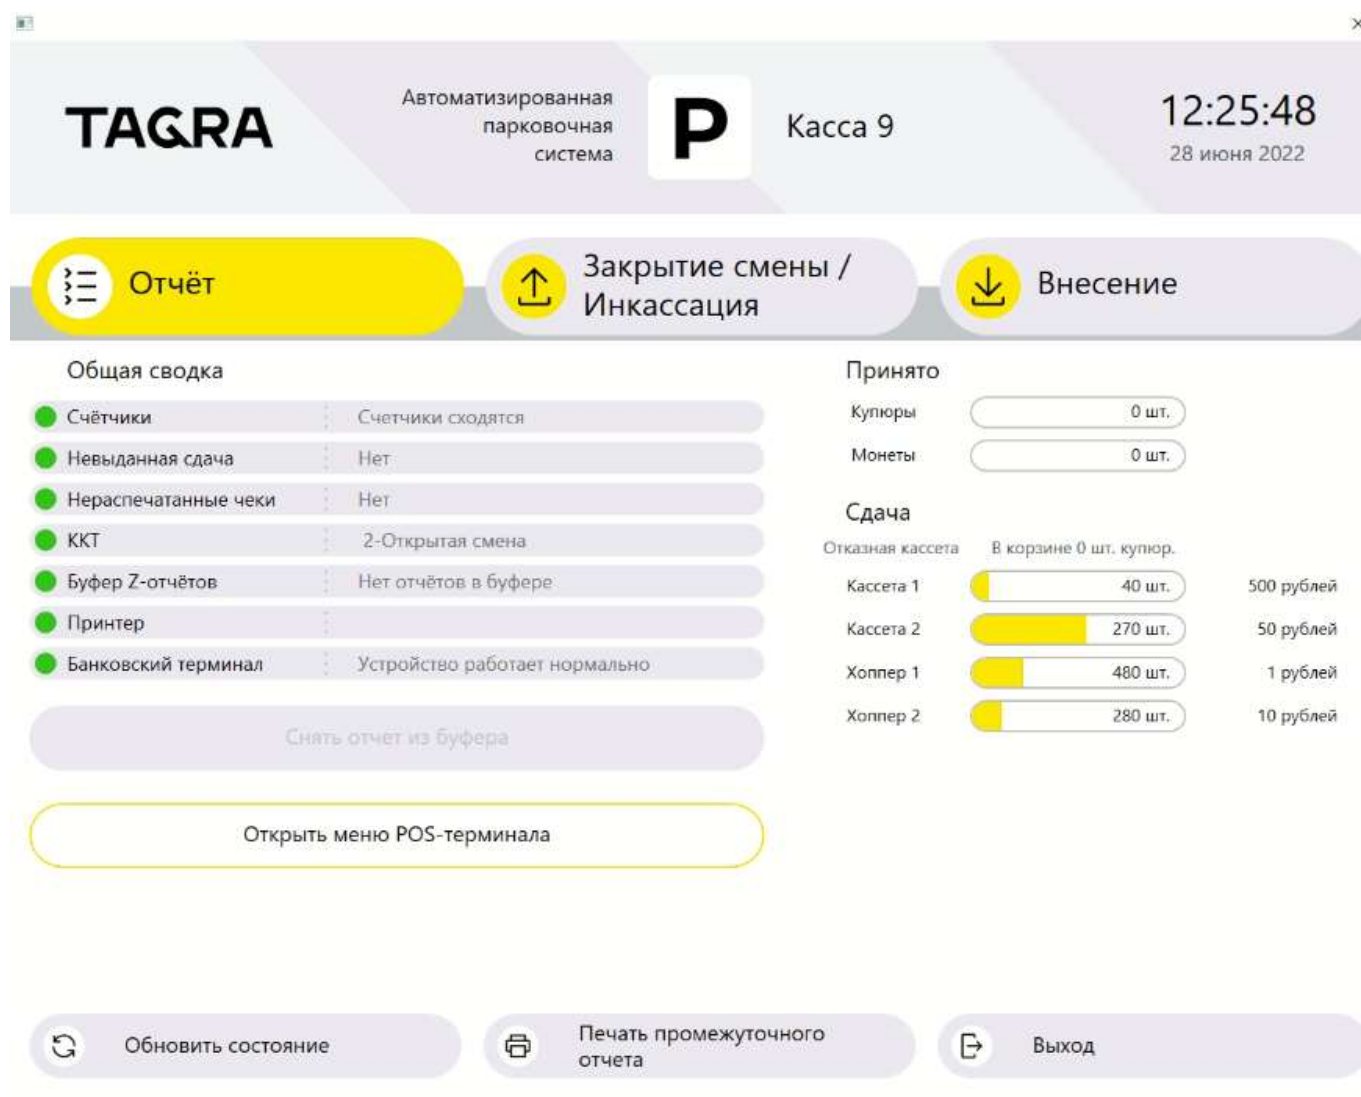 TAGRA
Автоматизированная
парковочная
система
P
Касса 9
12:25:48
28 июня 2022
Отчёт
Закрытие смены /
Инкассация
Внесение
Общая сводка
Счётчики Счетчики сходятся
Невыданная сдача Нет
Нераспечатанные чеки Нет
ККТ 2-Открытая смена
Буфер Z-отчётов Нет отчётов в буфере
Принтер
Банковский терминал Устройство работает нормально
Снять отчет из буфера
Открыть меню POS-терминала
Принято
Купюры 0 шт.
Монеты 0 шт.
Сдача
Отказная кассета В корзине 0 шт. купюр.
Кассета 1 40 шт. 500 рублей
Кассета 2 270 шт. 50 рублей
Хоппер 1 480 шт. 1 рублей
Хоппер 2 280 шт. 10 рублей
Обновить состояние
Печать промежуточного
отчета
Выход